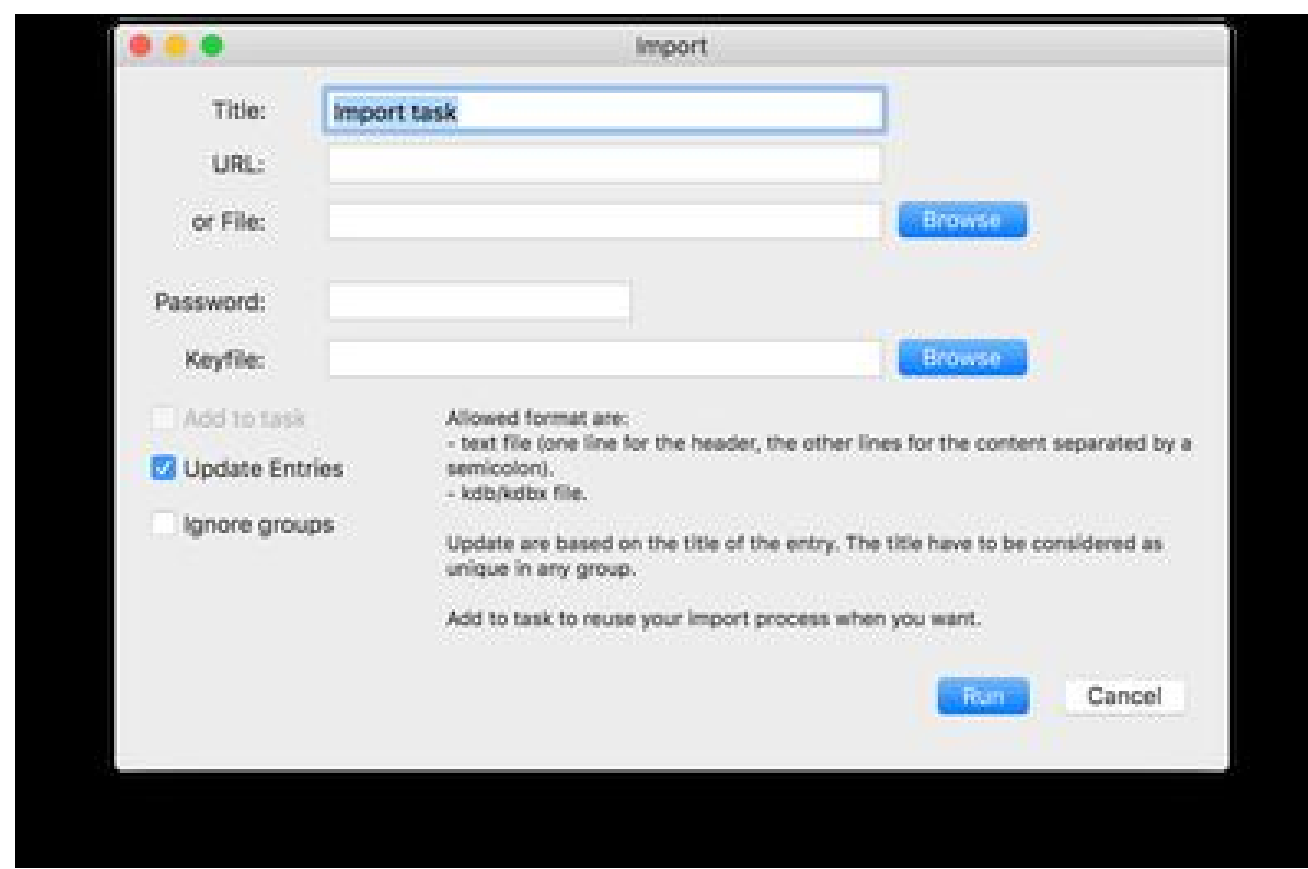 Import
Title: Import task
URL:
or File: Browse
Password:
Keyfile: Browse
Add to task
Update Entries
Ignore groups
Allowed format are:
- text file (one line for the header, the other lines for the content separated by a
semicolon).
- kdb/kdbx file.
Update are based on the title of the entry. The title have to be considered as
unique in any group.
Add to task to reuse your import process when you want.
Run Cancel